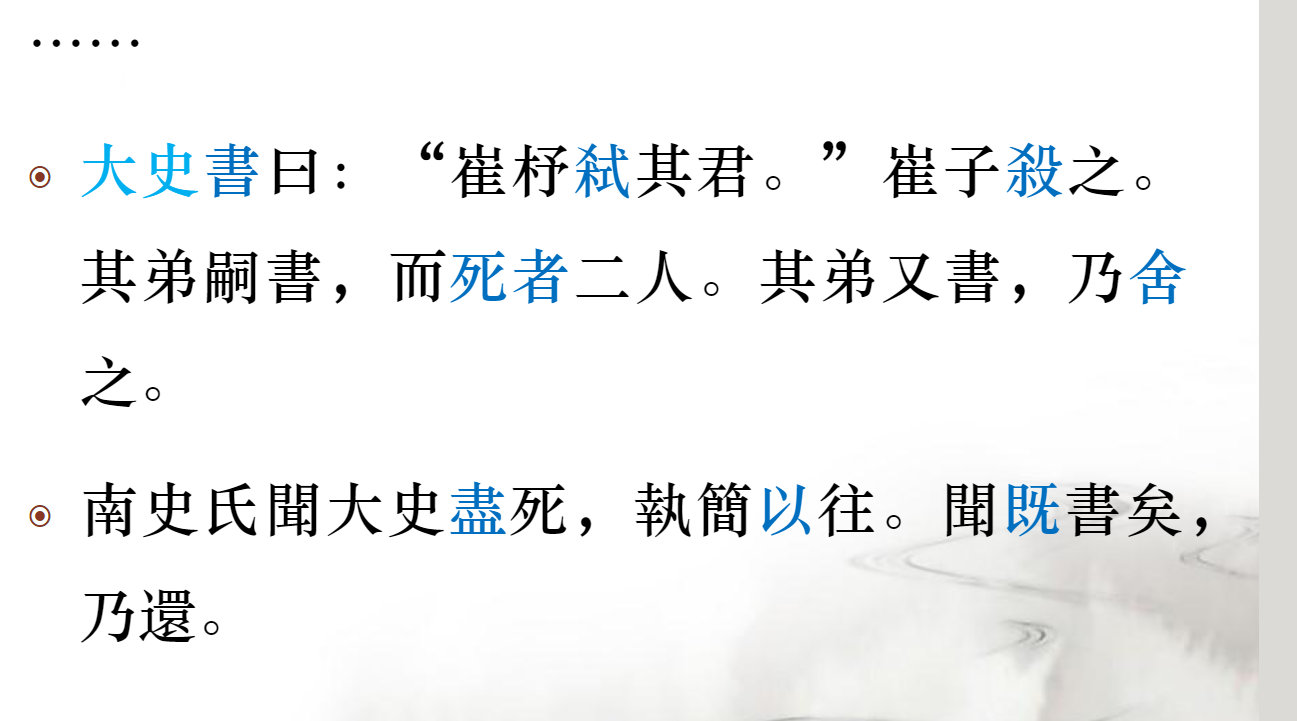 ……
大史書曰：“崔杼弑其君。”崔子殺之。
其弟嗣書，而死者二人。其弟又書，乃舍
之。
南史氏聞大史盡死，執簡以往。聞既書矣，
乃還。